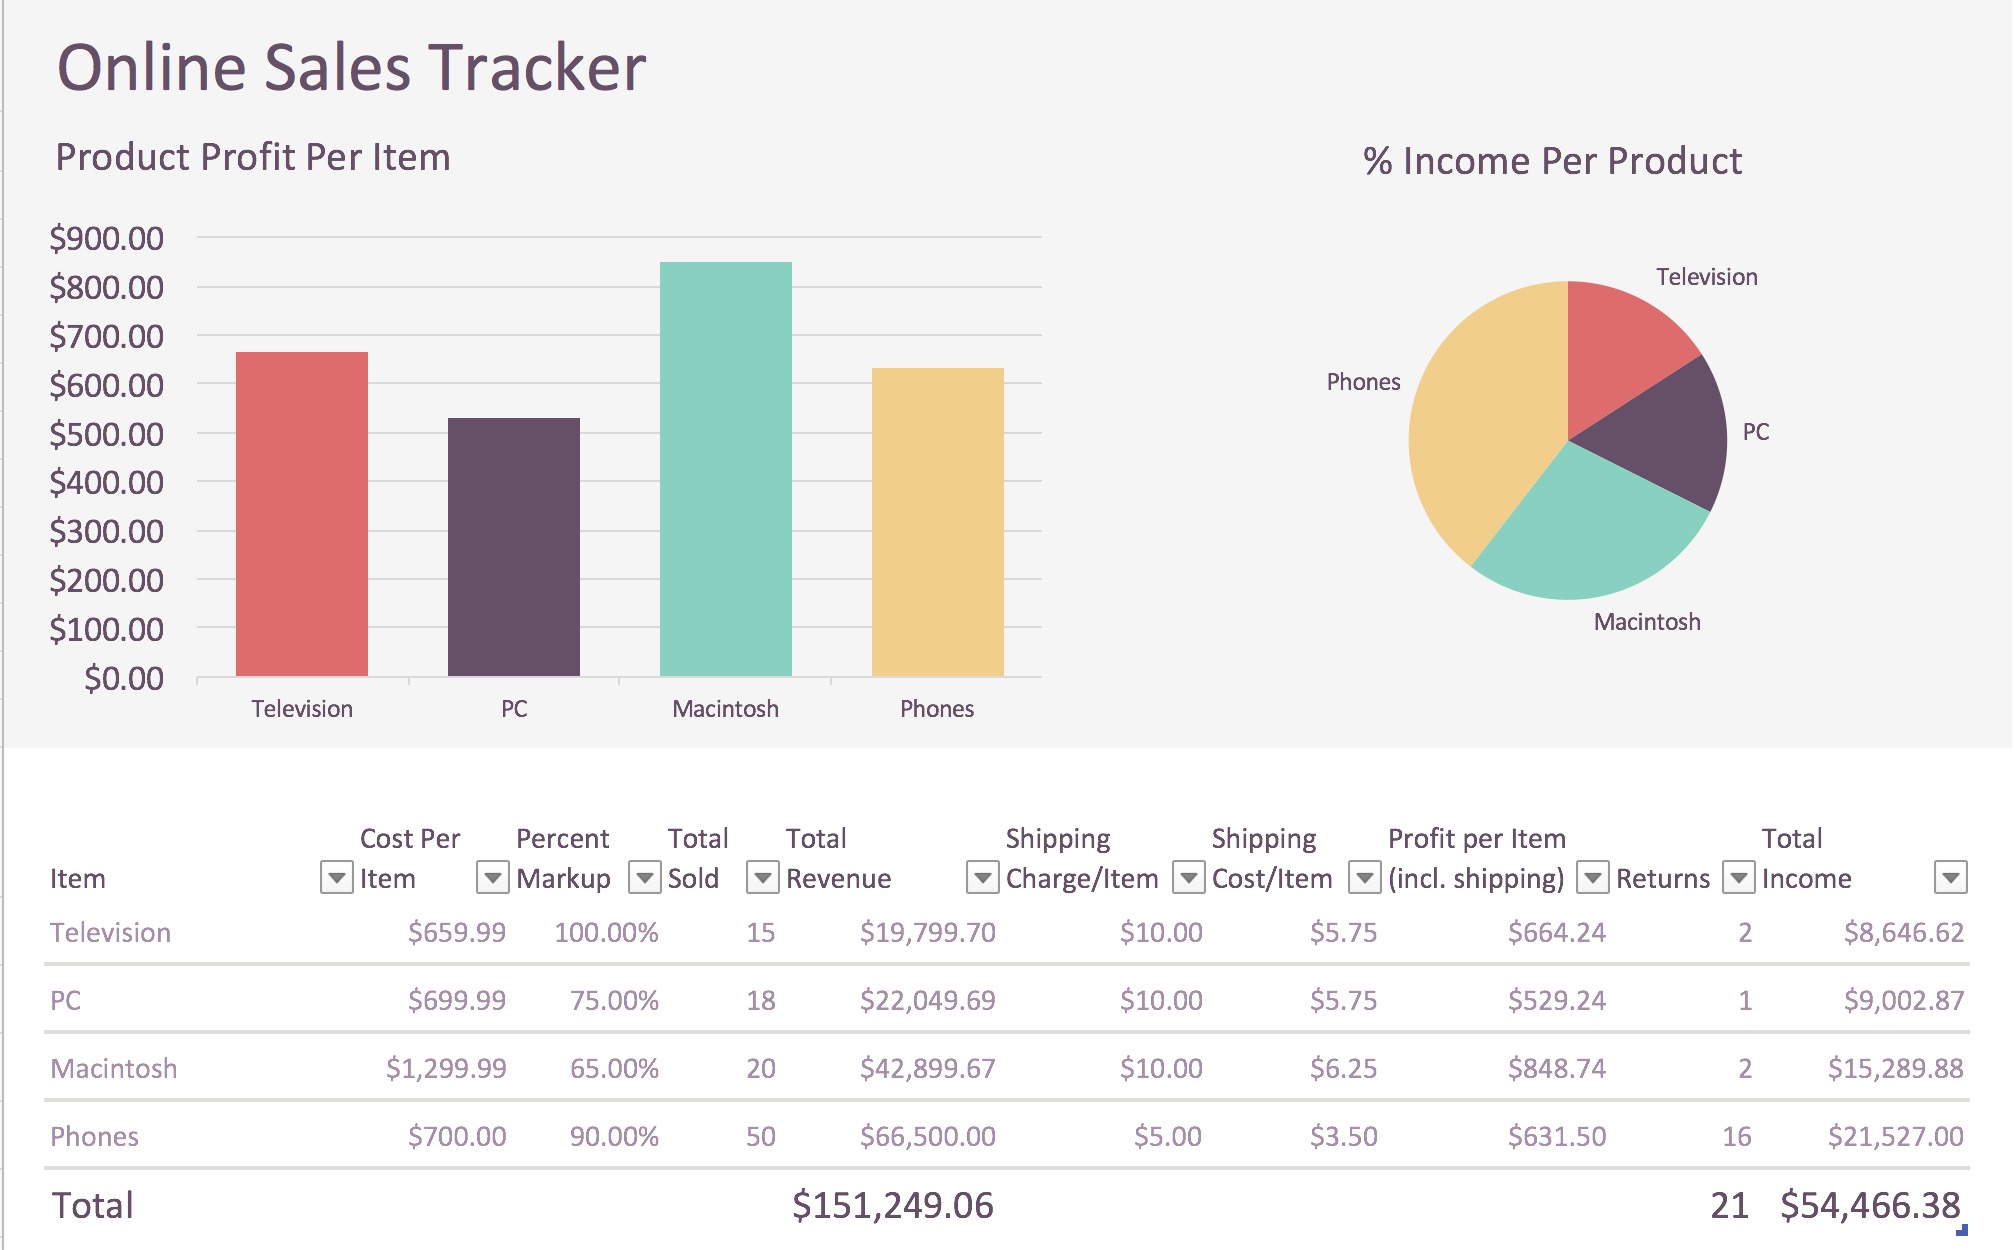 Online Sales Tracker
Product Profit Per Item
$900.00
$800.00
$700.00
$600.00
$500.00
$400.00
$300.00
$200.00
$100.00
$0.00
Television PC Macintosh Phones
% Income Per Product
Television
Phones
PC
Macintosh
Item Cost Per Item Percent Markup Total Sold Total Revenue Shipping Charge/Item Shipping Cost/Item Profit per Item (incl. shipping) Returns Total Income
Television $659.99 100.00% 15 $19,799.70 $10.00 $5.75 $664.24 2 $8,646.62
PC $699.99 75.00% 18 $22,049.69 $10.00 $5.75 $529.24 1 $9,002.87
Macintosh $1,299.99 65.00% 20 $42,899.67 $10.00 $6.25 $848.74 2 $15,289.88
Phones $700.00 90.00% 50 $66,500.00 $5.00 $3.50 $631.50 16 $21,527.00
Total $151,249.06 21 $54,466.38